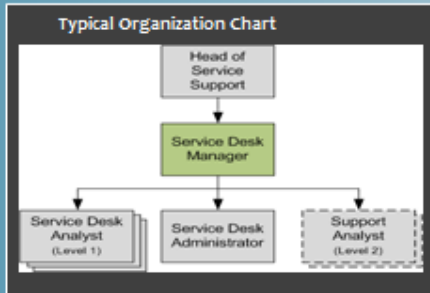 Typical Organization Chart
Head of
Service
Support
Service Desk
Manager
Service Desk
Analyst
(Level 1)
Service Desk
Administrator
Support
Analyst
(Level 2)